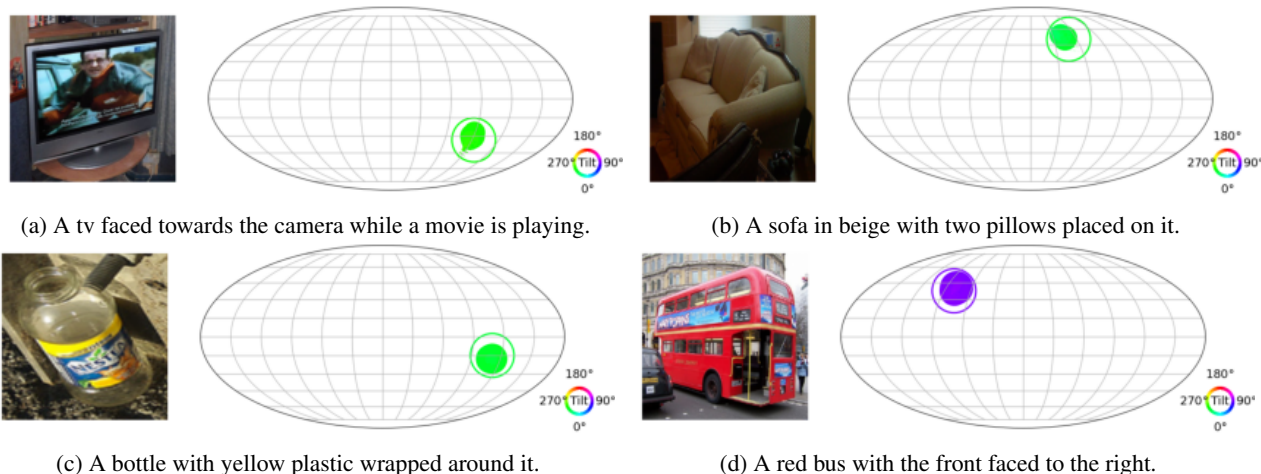 180°
270° Tilt 90°
0°
180°
270° Tilt 90°
0°
(a) A tv faced towards the camera while a movie is playing.
(b) A sofa in beige with two pillows placed on it.
NESTEA
180°
270° Tilt 90°
0°
180°
270° Tilt 90°
0°
(c) A bottle with yellow plastic wrapped around it.
(d) A red bus with the front faced to the right.